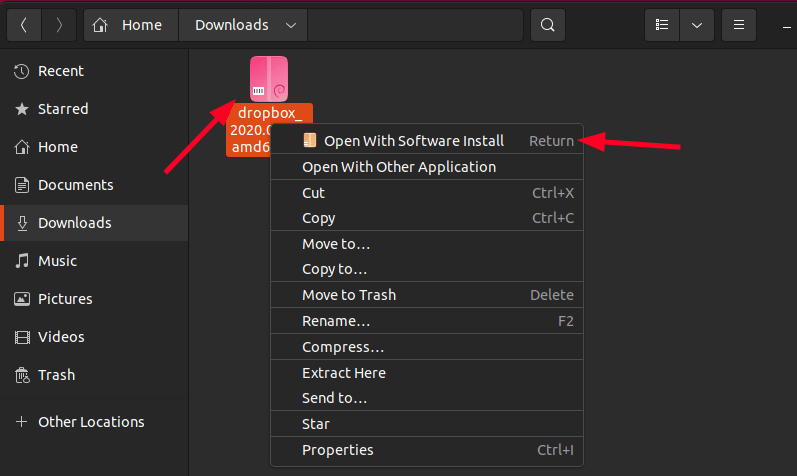 Home
Downloads
Recent
Starred
Home
Documents
Downloads
Music
Pictures
Videos
Trash
Other Locations
dropbox_
2020.0
amd6
Open With Software Install Return
Open With Other Application
Cut Ctrl+X
Copy Ctrl+C
Move to…
Copy to…
Move to Trash Delete
Rename… F2
Compress…
Extract Here
Send to…
Star
Properties Ctrl+I